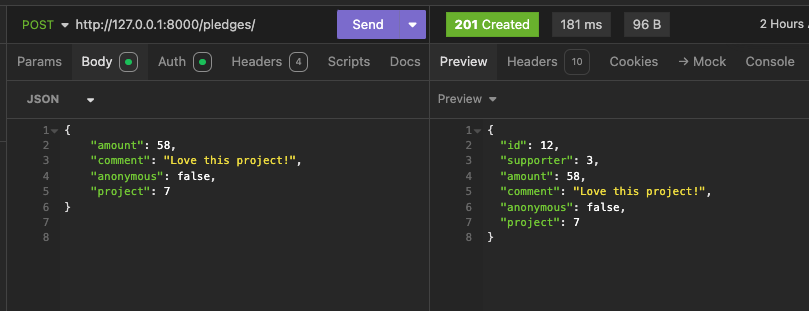 POST http://127.0.0.1:8000/pledges/ Send 201 Created 181 ms 96 B 2 Hours
Params Body Auth Headers 4 Scripts Docs Preview Headers 10 Cookies → Mock Console
JSON Preview
1 {
2 "amount": 58,
3 "comment": "Love this project!",
4 "anonymous": false,
5 "project": 7
6 }
7
8
1 {
2 "id": 12,
3 "supporter": 3,
4 "amount": 58,
5 "comment": "Love this project!",
6 "anonymous": false,
7 "project": 7
8 }